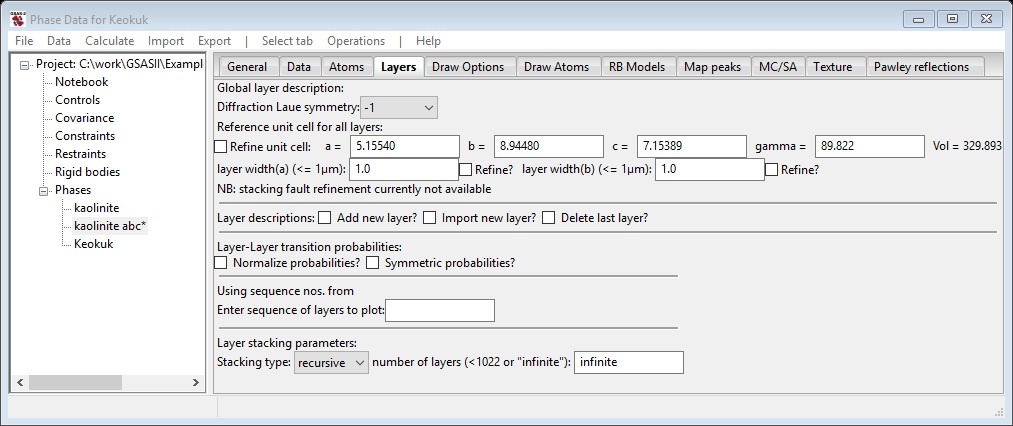 Phase Data for Keokuk
File Data Calculate Import Export | Select tab Operations | Help
Project: C:\work\GSASII\Exampl
Notebook
Controls
Covariance
Constraints
Restraints
Rigid bodies
Phases
kaolinite
kaolinite abc*
Keokuk
General Data Atoms Layers Draw Options Draw Atoms RB Models Map peaks MC/SA Texture Pawley reflections
Global layer description:
Diffraction Laue symmetry: -1
Reference unit cell for all layers:
Refine unit cell: a = 5.15540 b = 8.94480 c = 7.15389 gamma = 89.822 Vol = 329.893
layer width(a) (<= 1μm): 1.0 Refine? layer width(b) (<= 1μm): 1.0 Refine?
NB: stacking fault refinement currently not available
Layer descriptions: Add new layer? Import new layer? Delete last layer?
Layer-Layer transition probabilities:
Normalize probabilities? Symmetric probabilities?
Using sequence nos. from
Enter sequence of layers to plot:
Layer stacking parameters:
Stacking type: recursive number of layers (<1022 or "infinite"): infinite